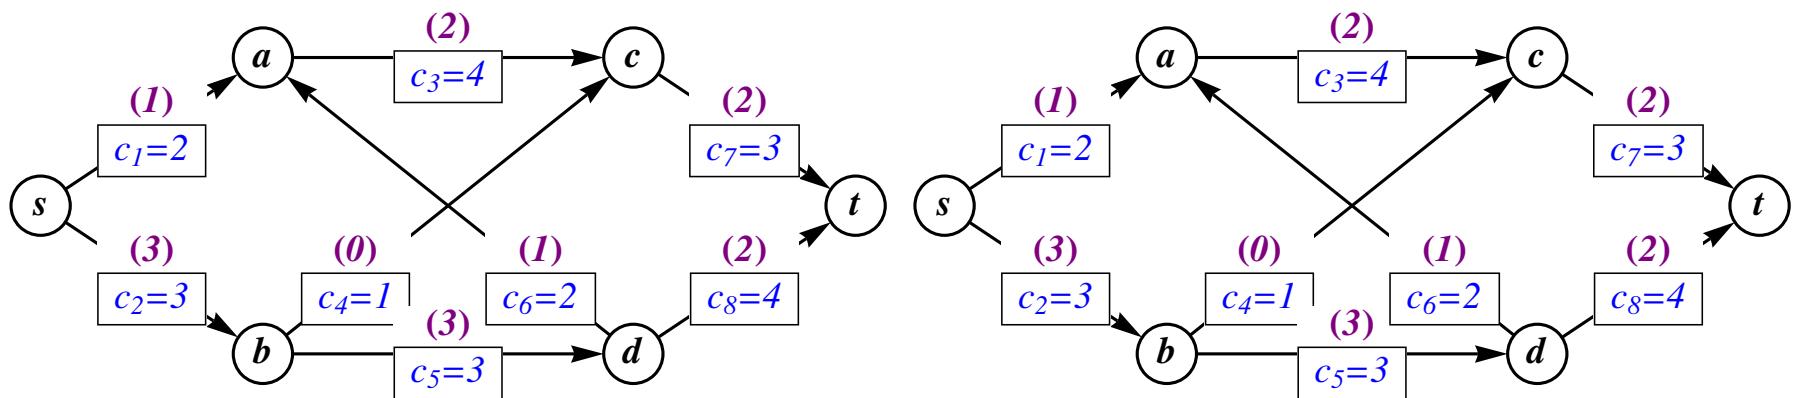 (2) (2)
a c a c
c3=4 c3=4
(1) (2) (1) (2)
c1=2 c7=3 c1=2 c7=3
s t s t
(3) (0) (1) (2) (3) (0) (1) (2)
c2=3 c4=1 c6=2 c8=4 c2=3 c4=1 c6=2 c8=4
(3) (3)
b d b d
c5=3 c5=3